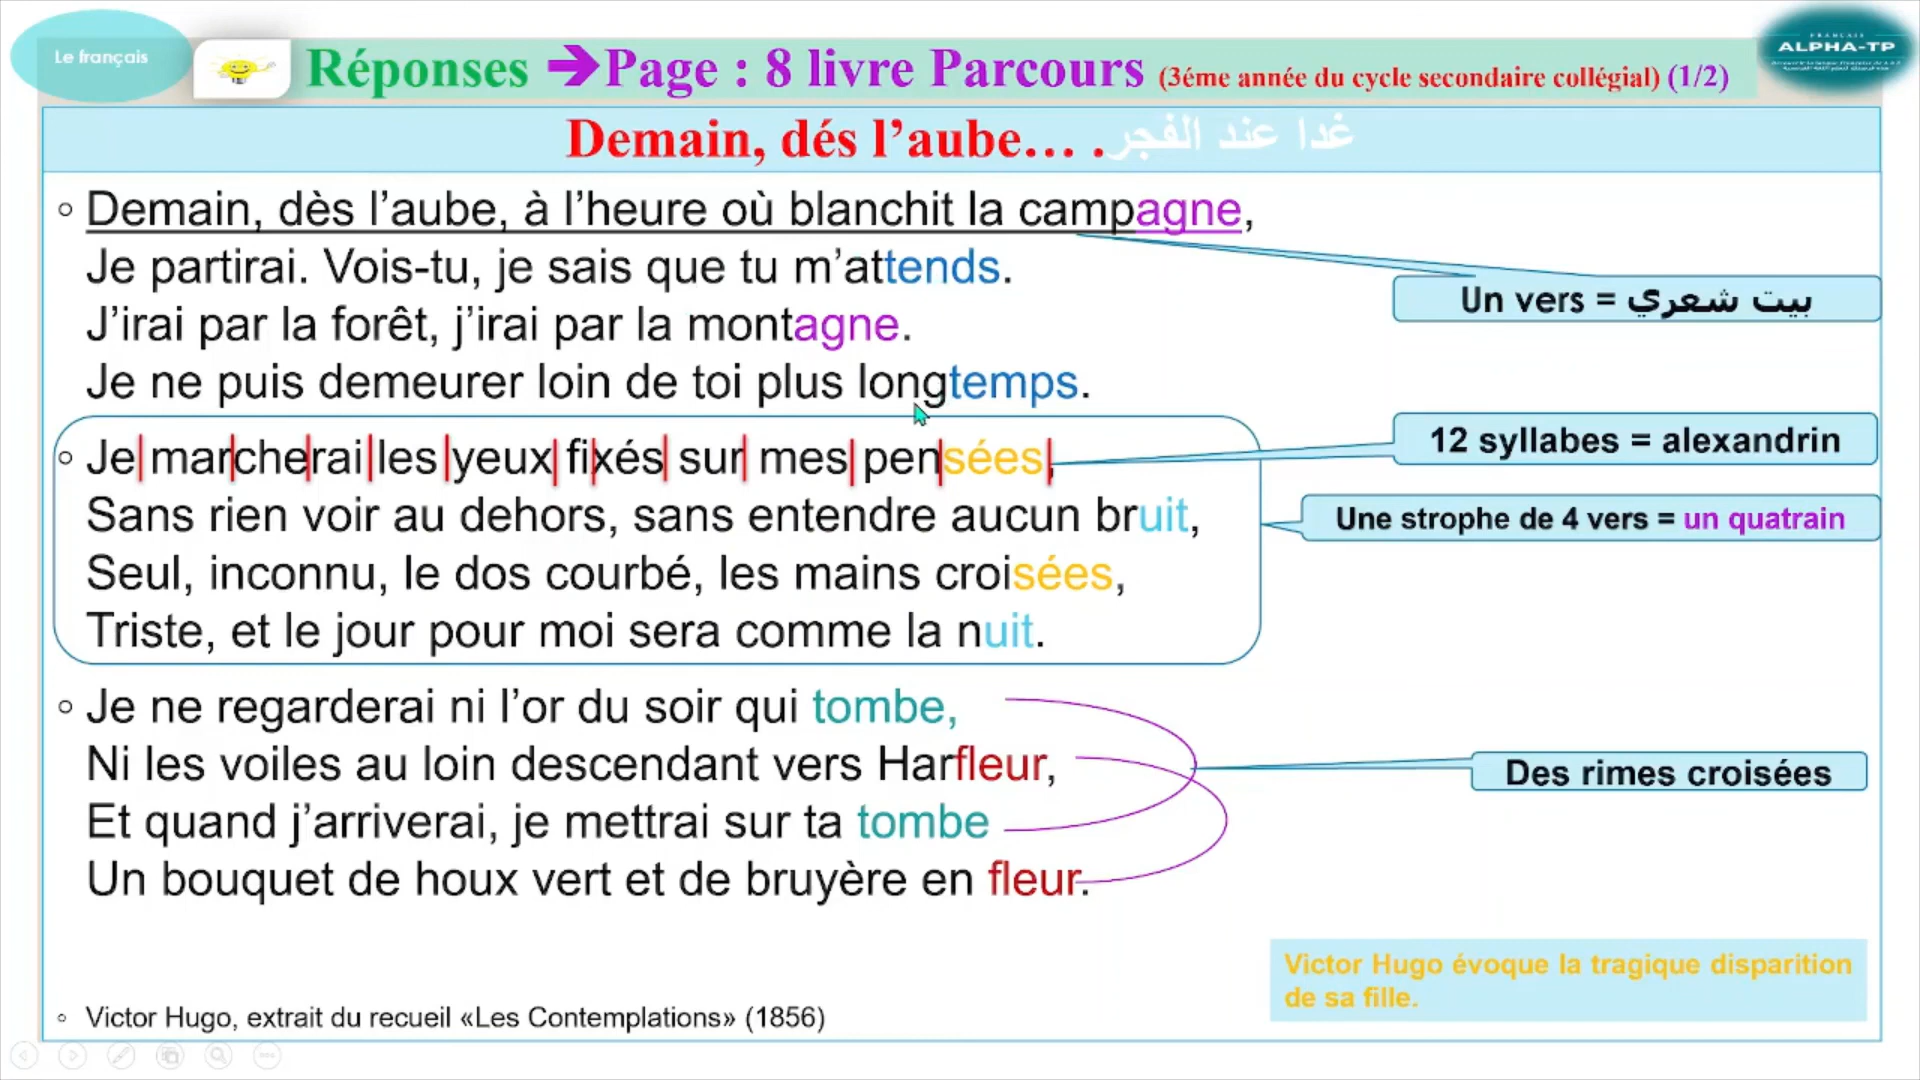 Le français
Réponses ➔Page : 8 livre Parcours (3éme année du cycle secondaire collégial) (1/2)
FRANCAIS
ALPHA-TP
Demain, dés l’aube… .غدا عند الفجر
Demain, dès l’aube, à l’heure où blanchit la campagne,
Je partirai. Vois-tu, je sais que tu m’attends.
Un vers = بيت شعري
J’irai par la forêt, j’irai par la montagne.
Je ne puis demeurer loin de toi plus longtemps.
Je| mar|che|rai|les|yeux| fi|xés| sur| mes| pen|sées|,
12 syllabes = alexandrin
Sans rien voir au dehors, sans entendre aucun bruit,
Une strophe de 4 vers = un quatrain
Seul, inconnu, le dos courbé, les mains croisées,
Triste, et le jour pour moi sera comme la nuit.
Je ne regarderai ni l’or du soir qui tombe,
Ni les voiles au loin descendant vers Harfleur,
Des rimes croisées
Et quand j’arriverai, je mettrai sur ta tombe
Un bouquet de houx vert et de bruyère en fleur.
Victor Hugo évoque la tragique disparition
de sa fille.
Victor Hugo, extrait du recueil «Les Contemplations» (1856)